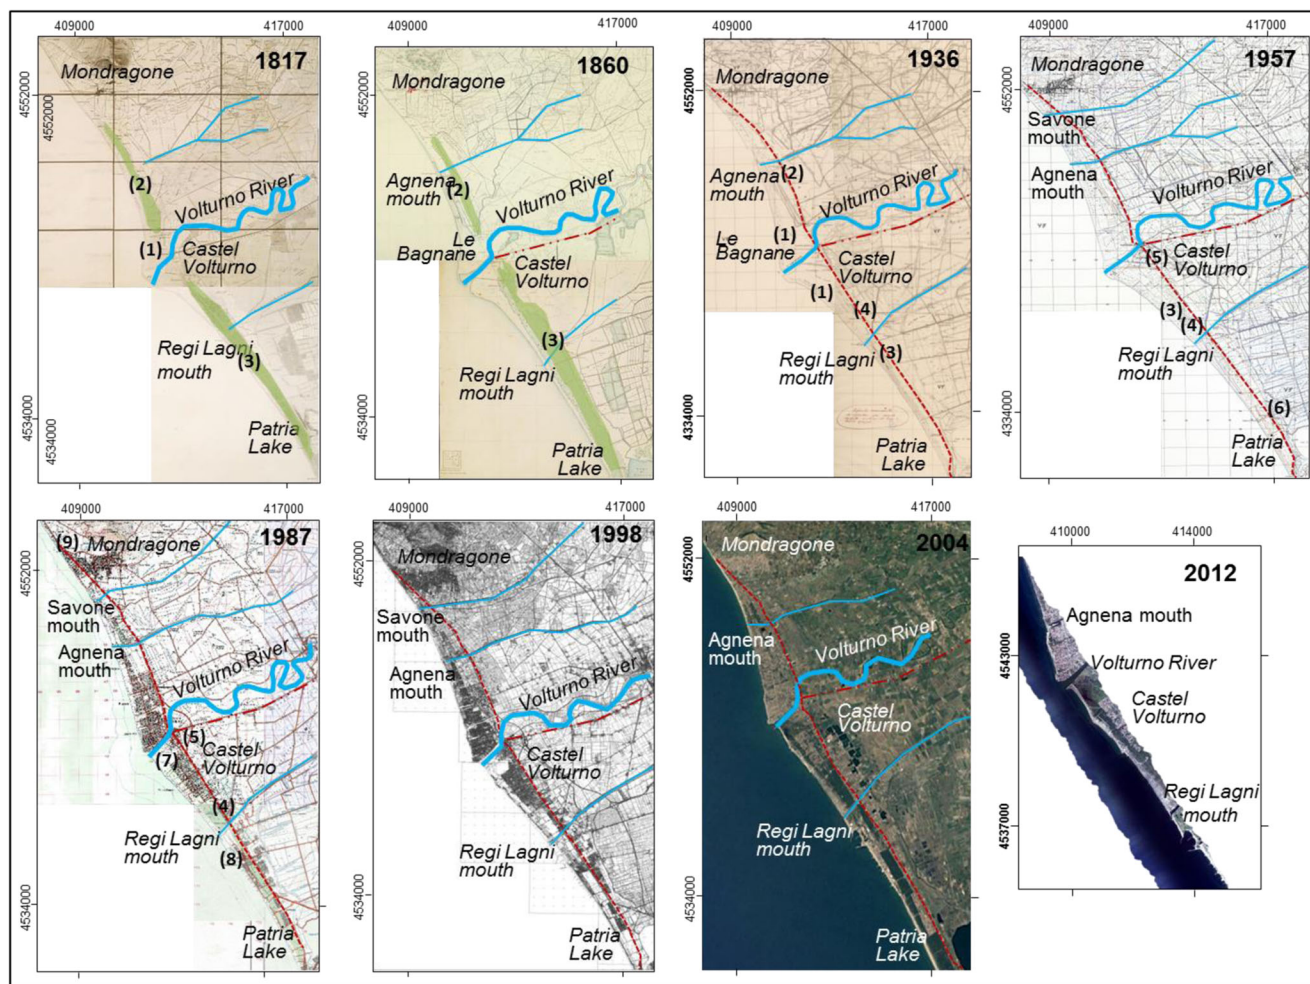 409000 417000
1817
Mondragone
4552000
4552000
(2)
Volturno River
(1)
Castel
Volturno
Regi Lagni
mouth
(3)
4534000
4534000
Patria
Lake
409000 417000
1860
Mondragone
4552000
Agnena
mouth
(2)
Volturno River
Le
Bagnane
Castel
Volturno
(3)
Regi Lagni
mouth
4534000
Patria
Lake
409000 417000
1936
Mondragone
4552000
Agnena
mouth
(2)
Volturno River
(1)
Le
Bagnane
Castel
Volturno
(1)
(4)
Regi Lagni
mouth
(3)
4334000
Patria
Lake
409000 417000
1957
Mondragone
4552000
Savone
mouth
Agnena
mouth
Volturno River
(5)
Castel
Volturno
(3)
(4)
Regi Lagni
mouth
(6)
4334000
Patria
Lake
409000 417000
1987
(9)
Mondragone
4552000
Savone
mouth
Agnena
mouth
Volturno River
(5)
Castel
Volturno
(7)
(4)
Regi Lagni
mouth
(8)
4534000
Patria
Lake
409000 417000
1998
Mondragone
4552000
Savone
mouth
Agnena
mouth
Volturno River
Castel
Volturno
Regi Lagni
mouth
4534000
Patria
Lake
409000 417000
2004
Mondragone
4552000
Agnena
mouth
Volturno River
Castel
Volturno
Regi Lagni
mouth
4534000
Patria
Lake
410000 414000
2012
Agnena mouth
4543000
Volturno River
Castel
Volturno
Regi Lagni
mouth
4537000